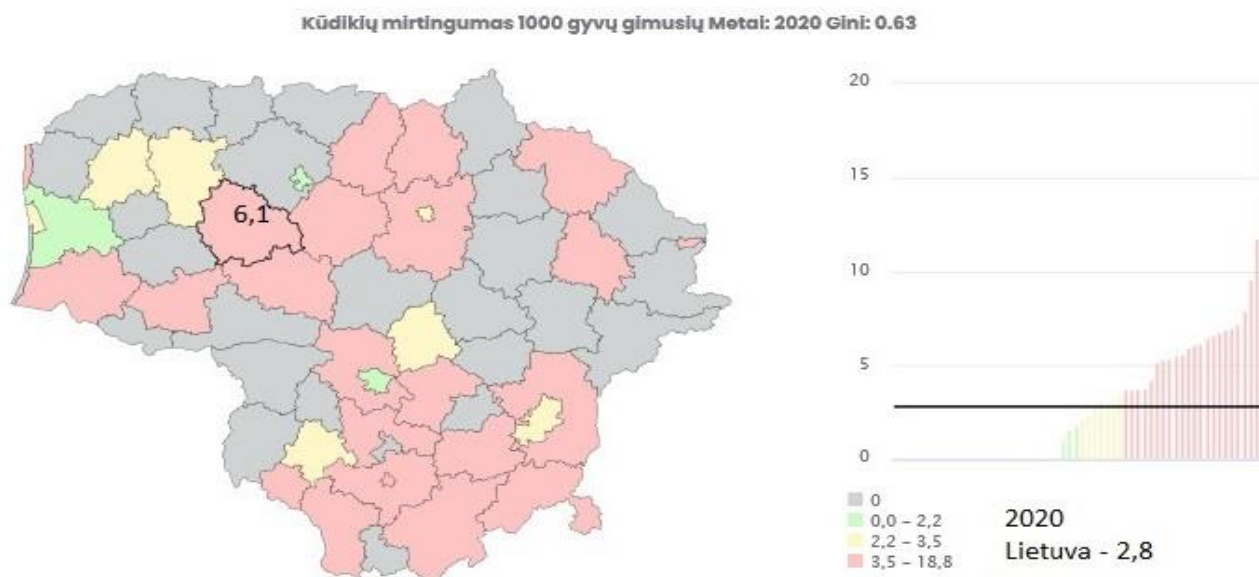 Kūdikių mirtingumas 1000 gyvų gimusių Metai: 2020 Gini: 0.63
6,1
20
15
10
5
0
0
0,0 – 2,2
2,2 – 3,5
3,5 – 18,8
2020
Lietuva - 2,8